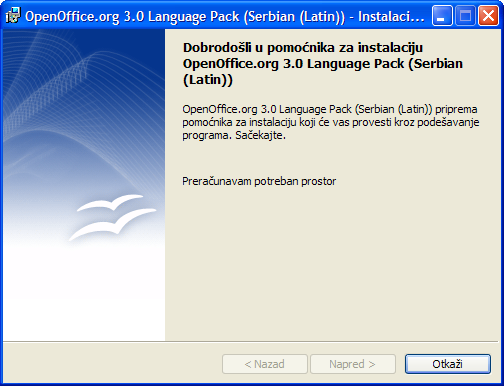 OpenOffice.org 3.0 Language Pack (Serbian (Latin)) - Instalaci...
Dobrodošli u pomoćnika za instalaciju
OpenOffice.org 3.0 Language Pack (Serbian
(Latin))
OpenOffice.org 3.0 Language Pack (Serbian (Latin)) priprema
pomoćnika za instalaciju koji će vas provesti kroz podešavanje
programa. Sačekajte.
Preračunavam potreban prostor
< Nazad
Napred >
Otkaži